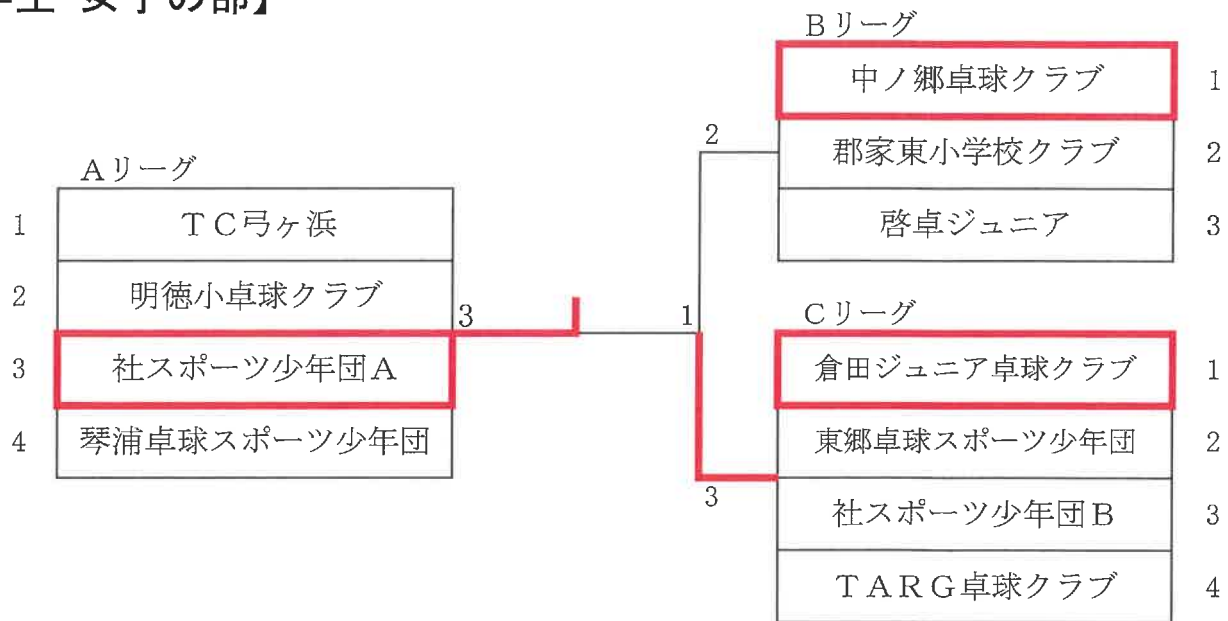 女子の部】
Aリーグ
1 TC弓ヶ浜
2 明徳小卓球クラブ
3 社スポーツ少年団A
4 琴浦卓球スポーツ少年団
3
1
2
3
Bリーグ
中ノ郷卓球クラブ 1
郡家東小学校クラブ 2
啓卓ジュニア 3
Cリーグ
倉田ジュニア卓球クラブ 1
東郷卓球スポーツ少年団 2
社スポーツ少年団B 3
TARG卓球クラブ 4